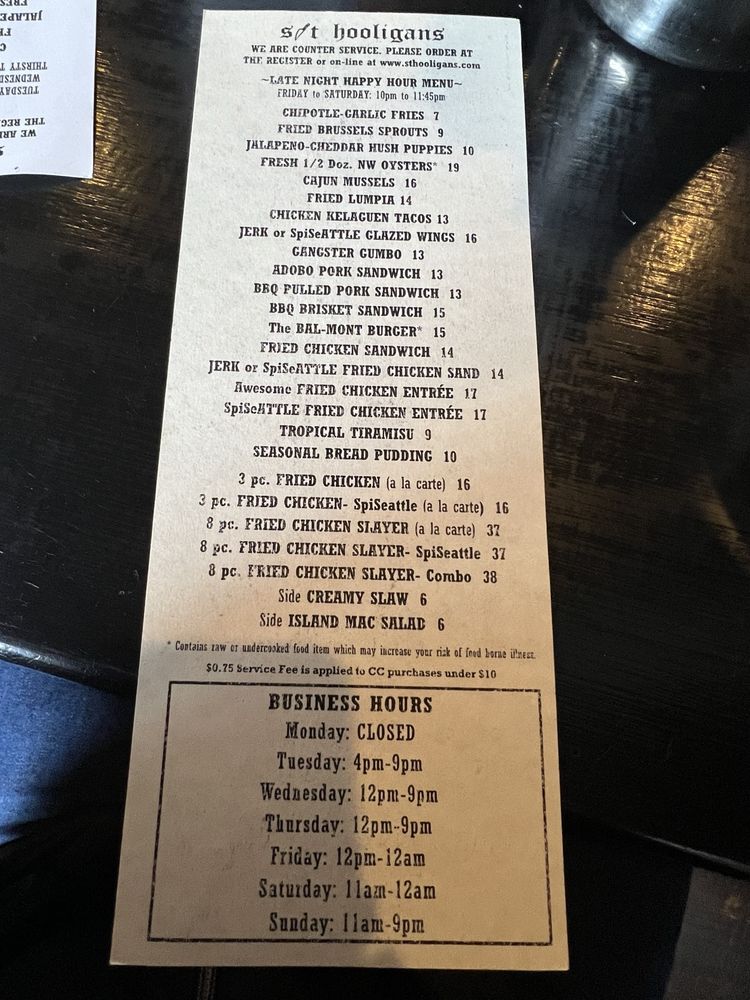 s/t hooligans
WE ARE COUNTER SERVICE. PLEASE ORDER AT
THE REGISTER or on-line at www.sthooligans.com
~LATE NIGHT HAPPY HOUR MENU~
FRIDAY to SATURDAY: 10pm to 11:45pm
CHIPOTLE-GARLIC FRIES 7
FRIED BRUSSELS SPROUTS 9
JALAPENO-CHEDDAR HUSH PUPPIES 10
FRESH 1/2 Doz. NW OYSTERS* 19
CAJUN MUSSELS 16
FRIED LUMPIA 14
CHICKEN KELAGUEN TACOS 13
JERK or SpiSeATTLE GLAZED WINGS 16
GANGSTER GUMBO 13
ADOBO PORK SANDWICH 13
BBQ PULLED PORK SANDWICH 13
BBQ BRISKET SANDWICH 15
The BAL-MONT BURGER* 15
FRIED CHICKEN SANDWICH 14
JERK or SpiSeATTLE FRIED CHICKEN SAND 14
Awesome FRIED CHICKEN ENTRÉE 17
SpiSeATTLE FRIED CHICKEN ENTRÉE 17
TROPICAL TIRAMISU 9
SEASONAL BREAD PUDDING 10
3 pc. FRIED CHICKEN (a la carte) 16
3 pc. FRIED CHICKEN- SpiSeattle (a la carte) 16
8 pc. FRIED CHICKEN SLAYER (a la carte) 37
8 pc. FRIED CHICKEN SLAYER- SpiSeattle 37
8 pc. FRIED CHICKEN SLAYER- Combo 38
Side CREAMY SLAW 6
Side ISLAND MAC SALAD 6
* Contains raw or undercooked food item which may increase your risk of food borne illness.
$0.75 Service Fee is applied to CC purchases under $10
BUSINESS HOURS
Monday: CLOSED
Tuesday: 4pm-9pm
Wednesday: 12pm-9pm
Thursday: 12pm-9pm
Friday: 12pm-12am
Saturday: 11am-12am
Sunday: 11am-9pm
WE ARE
THE REG
TUESDAY
WEDNESD
THIRSTY T
JALAPE
FRES